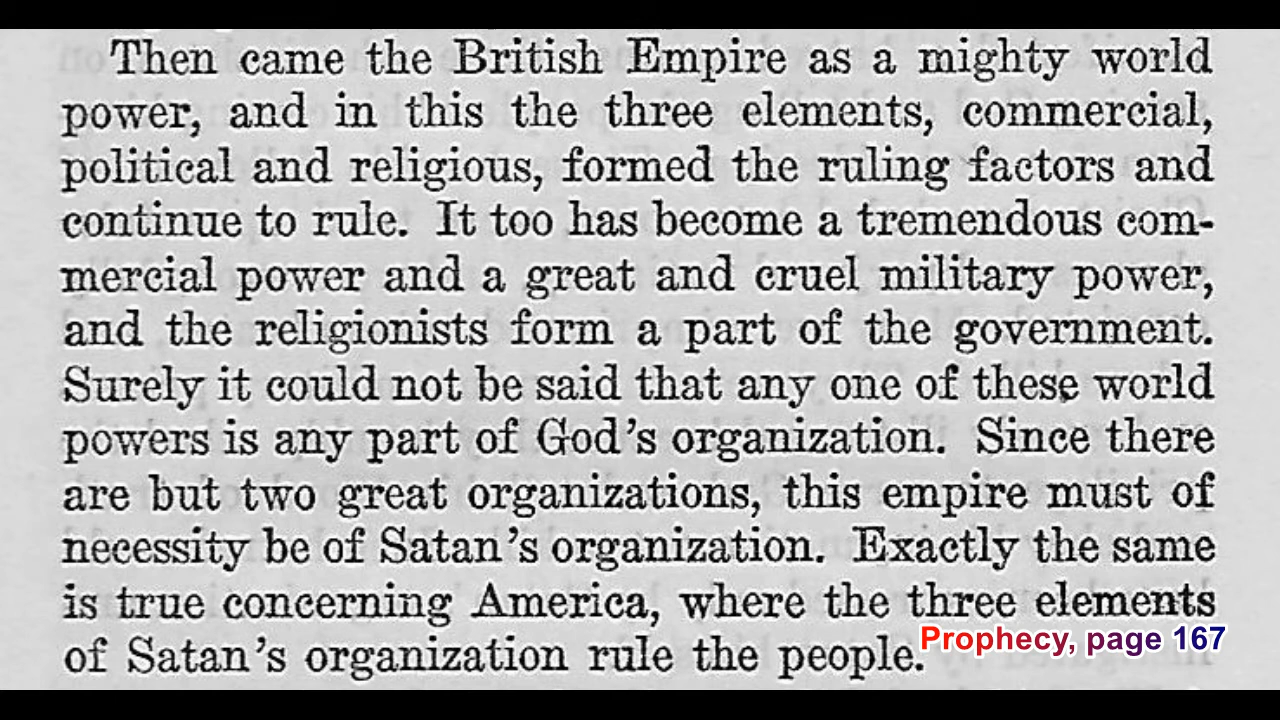 Then came the British Empire as a mighty world
power, and in this the three elements, commercial,
political and religious, formed the ruling factors and
continue to rule. It too has become a tremendous com-
mercial power and a great and cruel military power,
and the religionists form a part of the government.
Surely it could not be said that any one of these world
powers is any part of God's organization. Since there
are but two great organizations, this empire must of
necessity be of Satan's organization. Exactly the same
is true concerning America, where the three elements
of Satan's organization rule the people.
Prophecy, page 167